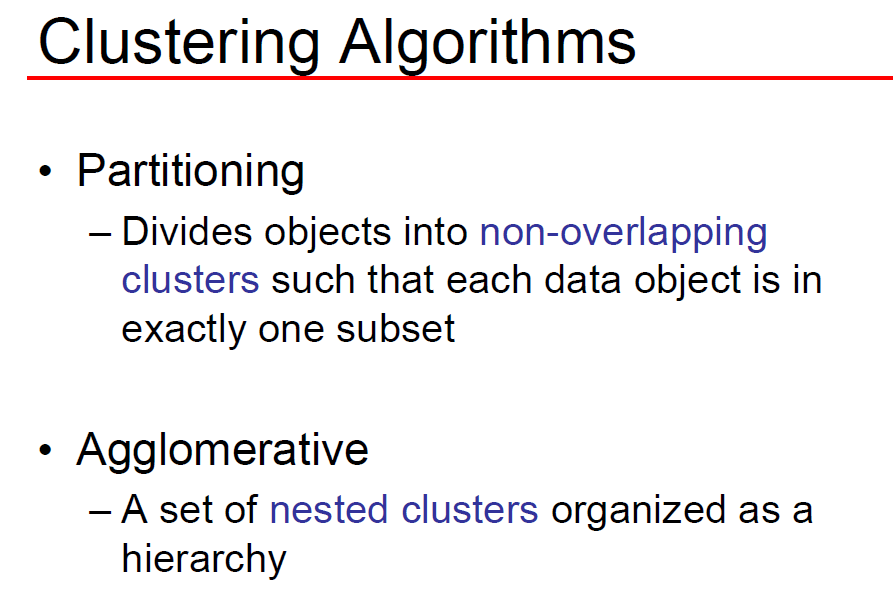 Clustering Algorithms
• Partitioning
– Divides objects into non-overlapping
clusters such that each data object is in
exactly one subset
• Agglomerative
– A set of nested clusters organized as a
hierarchy